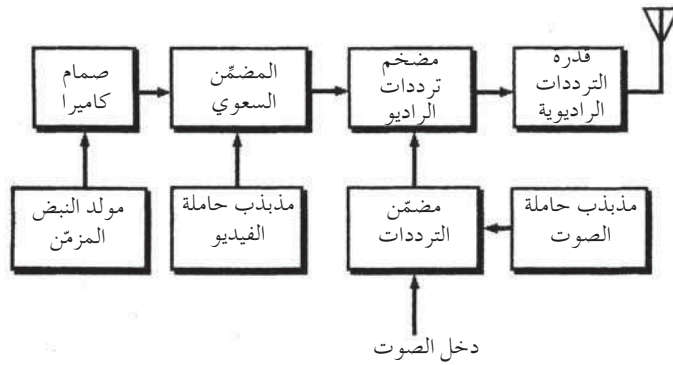 قدرة
الترددات
الراديوية
مضخم
ترددات
الراديو
المضمِّن
السعوي
صمام
كاميرا
مذبذب حاملة
الصوت
مضمّن
الترددات
مذبذب حاملة
الفيديو
مولد النبض
المزمّن
دخل الصوت